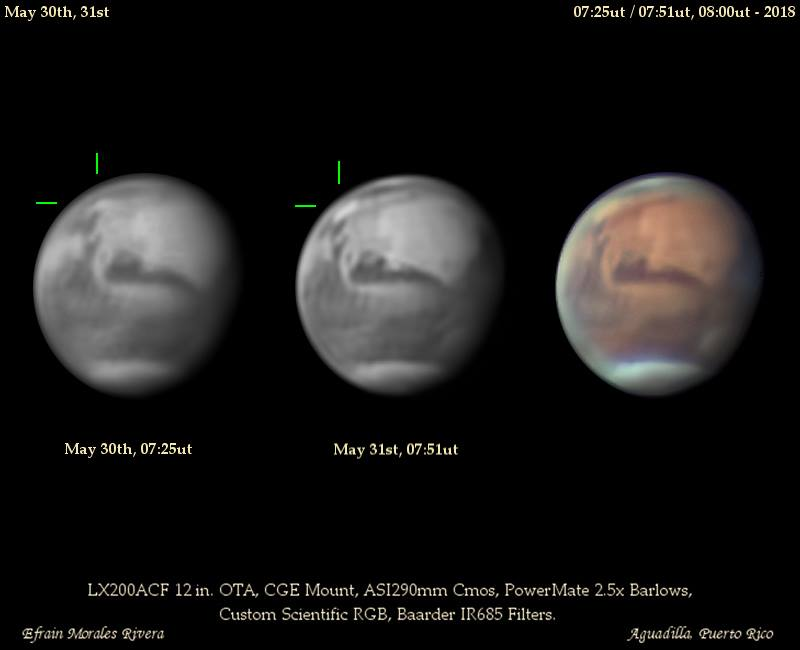 May 30th, 31st
07:25ut / 07:51ut, 08:00ut - 2018
May 30th, 07:25ut
May 31st, 07:51ut
LX200ACF 12 in. OTA, CGE Mount, ASI290mm Cmos, PowerMate 2.5x Barlows,
Custom Scientific RGB, Baarder IR685 Filters.
Efrain Morales Rivera
Aguadilla, Puerto Rico